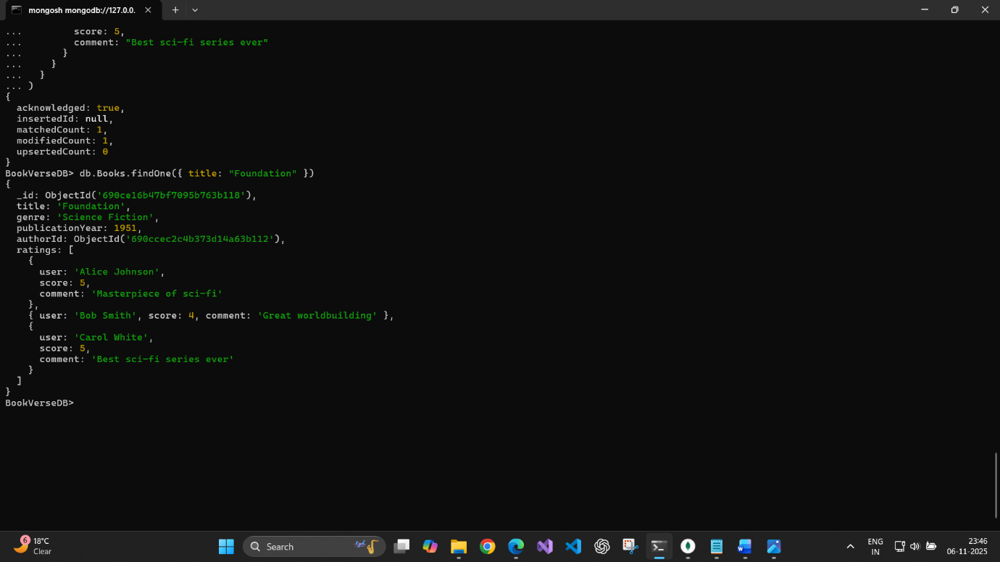 mongosh mongodb://127.0.0.
...         score: 5,
...         comment: "Best sci-fi series ever"
...       }
...     }
...   }
... )
{
  acknowledged: true,
  insertedId: null,
  matchedCount: 1,
  modifiedCount: 1,
  upsertedCount: 0
}
BookVerseDB> db.Books.findOne({ title: "Foundation" })
{
  _id: ObjectId('690ce16b47bf7095b763b118'),
  title: 'Foundation',
  genre: 'Science Fiction',
  publicationYear: 1951,
  authorId: ObjectId('690ccec2c4b373d14a63b112'),
  ratings: [
    {
      user: 'Alice Johnson',
      score: 5,
      comment: 'Masterpiece of sci-fi'
    },
    { user: 'Bob Smith', score: 4, comment: 'Great worldbuilding' },
    {
      user: 'Carol White',
      score: 5,
      comment: 'Best sci-fi series ever'
    }
  ]
}
BookVerseDB>
6
18°C
Clear
Search
ENG
IN
23:46
06-11-2025